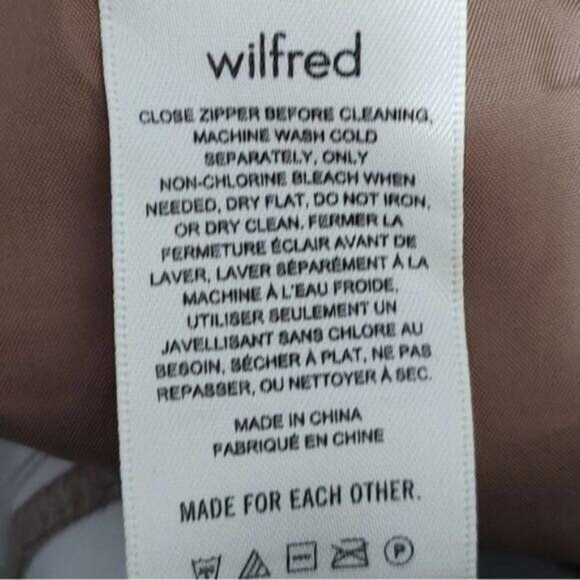 wilfred
CLOSE ZIPPER BEFORE CLEANING,
MACHINE WASH COLD
SEPARATELY, ONLY
NON-CHLORINE BLEACH WHEN
NEEDED, DRY FLAT, DO NOT IRON,
OR DRY CLEAN. FERMER LA
FERMETURE ÉCLAIR AVANT DE
LAVER, LAVER SÉPARÉMENT À LA
MACHINE À L'EAU FROIDE,
UTILISER SEULEMENT UN
JAVELLISANT SANS CHLORE AU
BESOIN, SÉCHER À PLAT, NE PAS
REPASSER, OU NETTOYER À SEC.
MADE IN CHINA
FABRIQUÉ EN CHINE
MADE FOR EACH OTHER.
P